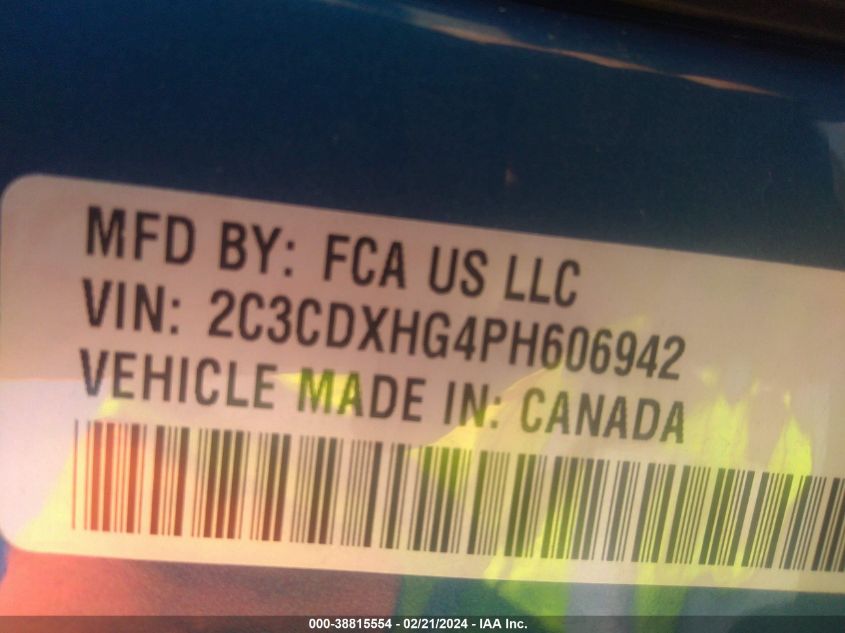 MFD BY: FCA US LLC
VIN: 2C3CDXHG4PH606942
VEHICLE MADE IN: CANADA
000-38815554 - 02/21/2024 - IAA Inc.